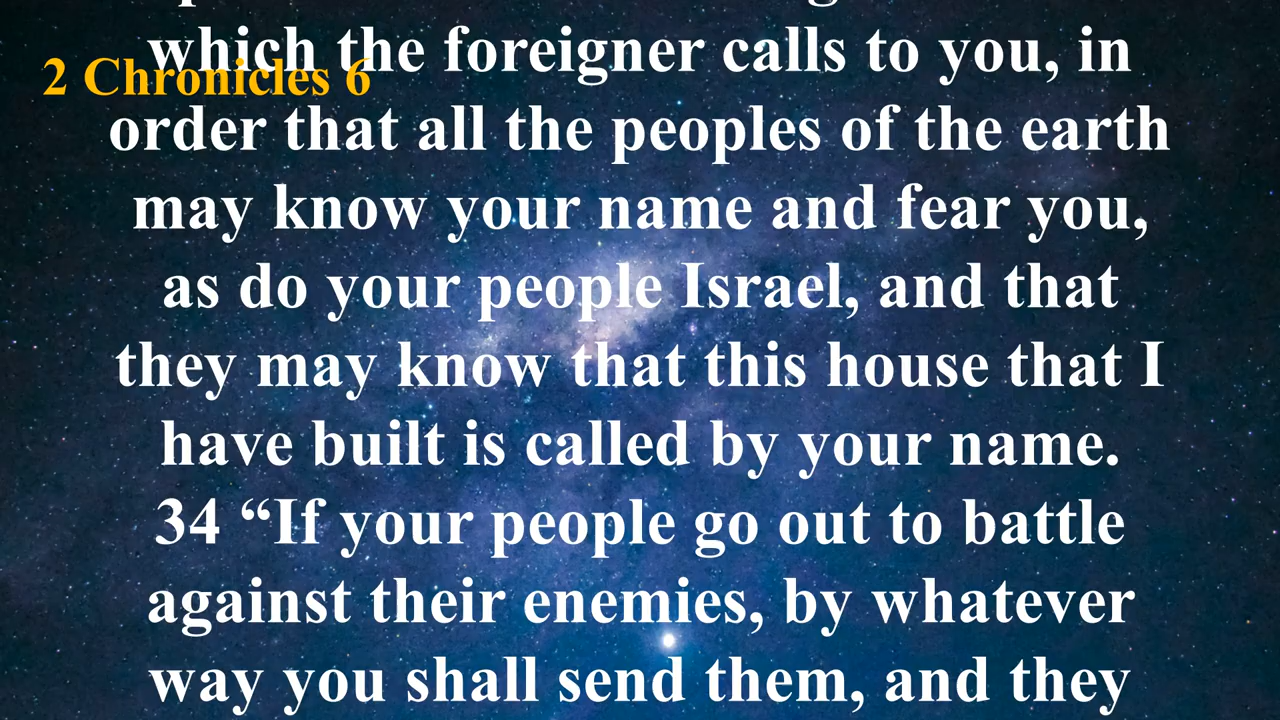 which the foreigner calls to you, in
2 Chronicles 6
order that all the peoples of the earth
may know your name and fear you,
as do your people Israel, and that
they may know that this house that I
have built is called by your name.
34 “If your people go out to battle
against their enemies, by whatever
way you shall send them, and they